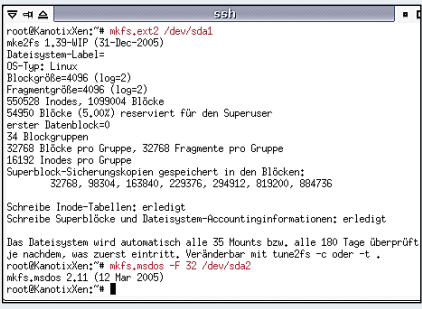 ssh
root@KanotixXen:~# mkfs.ext2 /dev/sda1
mke2fs 1.39-WIP (31-Dec-2005)
Dateisystem-Label=
OS-Typ: Linux
Blockgröße=4096 (log=2)
Fragmentgröße=4096 (log=2)
550528 Inodes, 1099004 Blöcke
54950 Blöcke (5.00%) reserviert für den Superuser
erster Datenblock=0
34 Blockgruppen
32768 Blöcke pro Gruppe, 32768 Fragmente pro Gruppe
16192 Inodes pro Gruppe
Superblock-Sicherungskopien gespeichert in den Blöcken:
32768, 98304, 163840, 229376, 294912, 819200, 884736
Schreibe Inode-Tabellen: erledigt
Schreibe Superblöcke und Dateisystem-Accountinginformationen: erledigt
Das Dateisystem wird automatisch alle 35 Mounts bzw. alle 180 Tage überprüft
je nachdem, was zuerst eintritt. Veränderbar mit tune2fs -c oder -t .
root@KanotixXen:~# mkfs.msdos -F 32 /dev/sda2
mkfs.msdos 2.11 (12 Mar 2005)
root@KanotixXen:~#